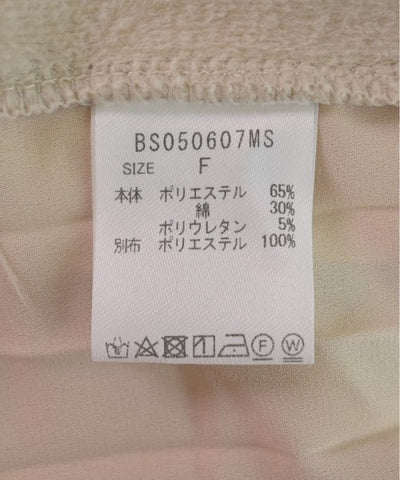 BS050607MS
SIZE F
本体 ポリエステル 65%
綿 30%
ポリウレタン 5%
別布 ポリエステル 100%
F W